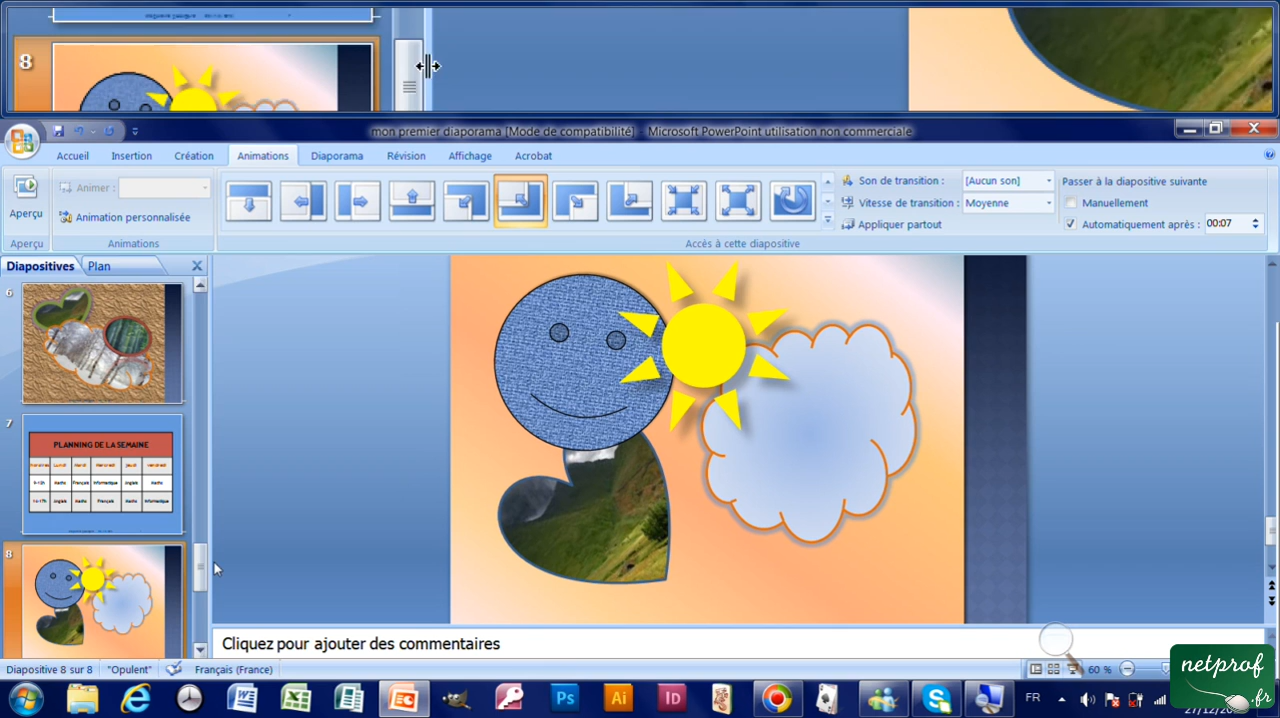 8
mon premier diaporama [Mode de compatibilité] - Microsoft PowerPoint utilisation non commerciale
Accueil Insertion Création Animations Diaporama Révision Affichage Acrobat
Aperçu
Animer :
Animation personnalisée
Son de transition : [Aucun son]
Vitesse de transition : Moyenne
Appliquer partout
Passer à la diapositive suivante
Manuellement
Automatiquement après : 00:07
Aperçu Animations Accès à cette diapositive
Diapositives Plan
6
7
PLANNING DE LA SEMAINE
8
Cliquez pour ajouter des commentaires
Diapositive 8 sur 8 "Opulent" Français (France) 60 %
Ps Ai Id
FR
netprof
.fr